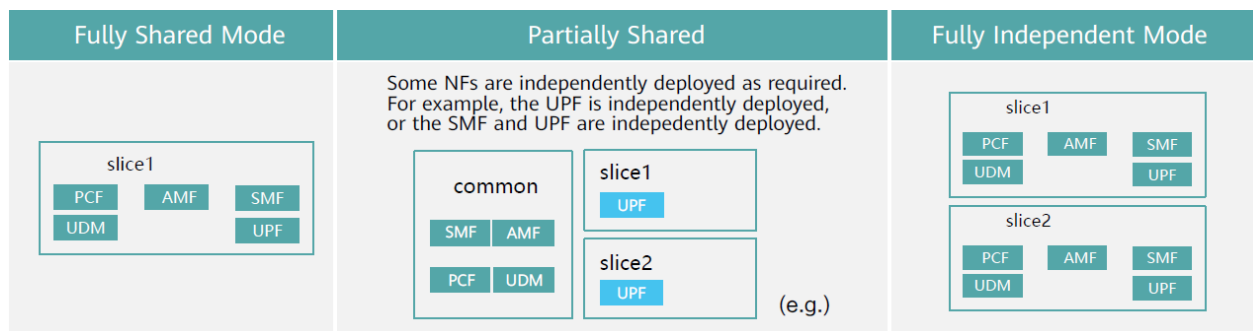 Fully Shared Mode
Partially Shared
Fully Independent Mode
slice1
PCF AMF SMF
UDM UPF
Some NFs are independently deployed as required.
For example, the UPF is independently deployed,
or the SMF and UPF are indepedently deployed.
common
SMF AMF
PCF UDM
slice1
UPF
slice2
UPF
(e.g.)
slice1
PCF AMF SMF
UDM UPF
slice2
PCF AMF SMF
UDM UPF